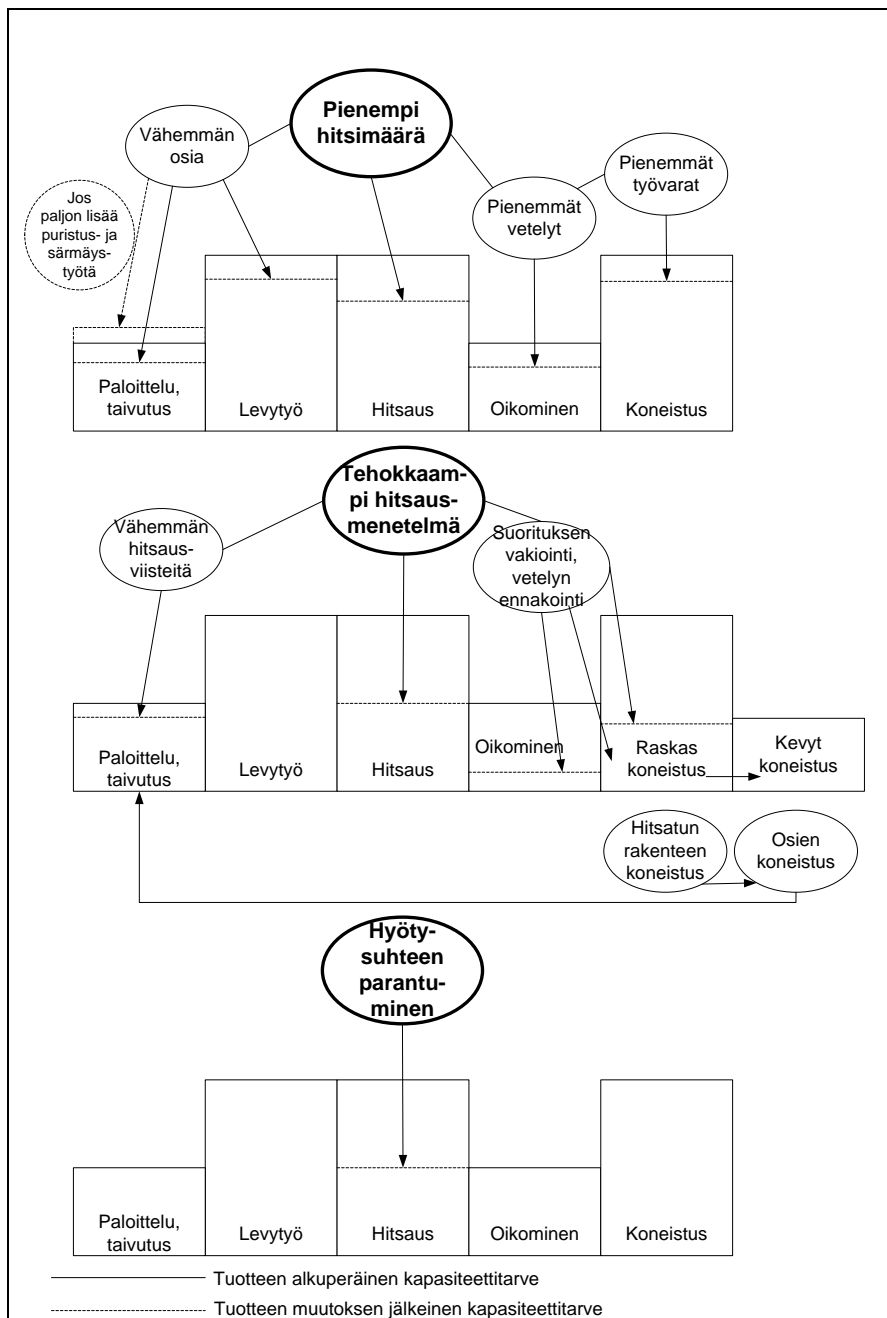 Pienempi
hitsimäärä
Vähemmän
osia
Pienemmät
työvarat
Jos
paljon lisää
puristus- ja
särmäys-
työtä
Pienemmät
vetelyt
Paloittelu,
taivutus
Levytyö
Hitsaus
Oikominen
Koneistus
Tehokkaam-
pi hitsaus-
menetelmä
Vähemmän
hitsaus-
viisteitä
Suorituksen
vakiointi,
vetelyn
ennakointi
Paloittelu,
taivutus
Levytyö
Hitsaus
Oikominen
Raskas
koneistus
Kevyt
koneistus
Hitsatun
rakenteen
koneistus
Osien
koneistus
Hyöty-
suhteen
parantu-
minen
Paloittelu,
taivutus
Levytyö
Hitsaus
Oikominen
Koneistus
Tuotteen alkuperäinen kapasiteettitarve
Tuotteen muutoksen jälkeinen kapasiteettitarve